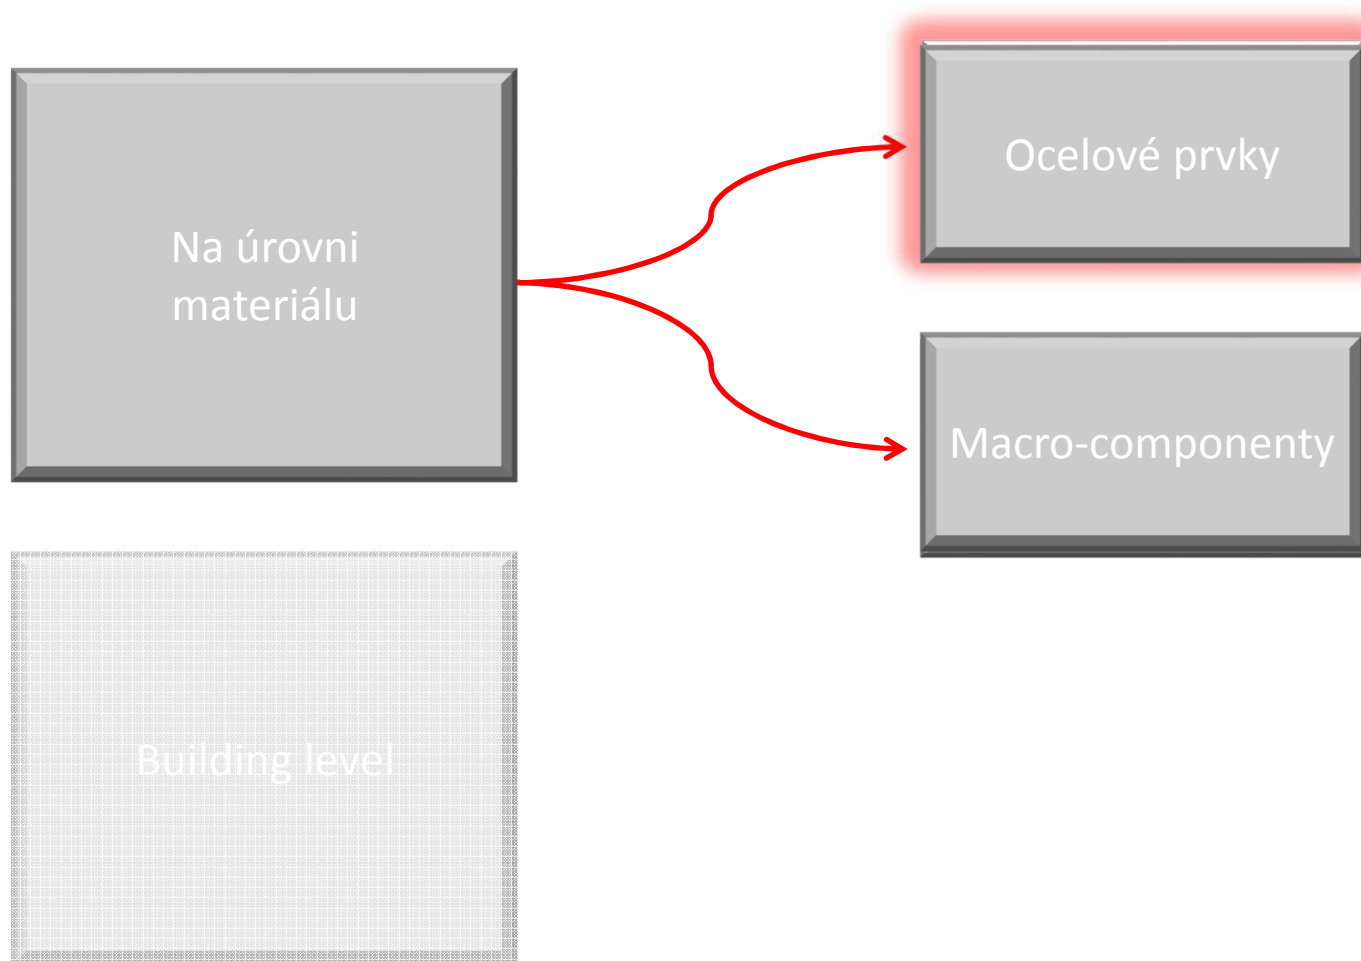 Na úrovni
materiálu
Ocelové prvky
Macro-componenty
Building level